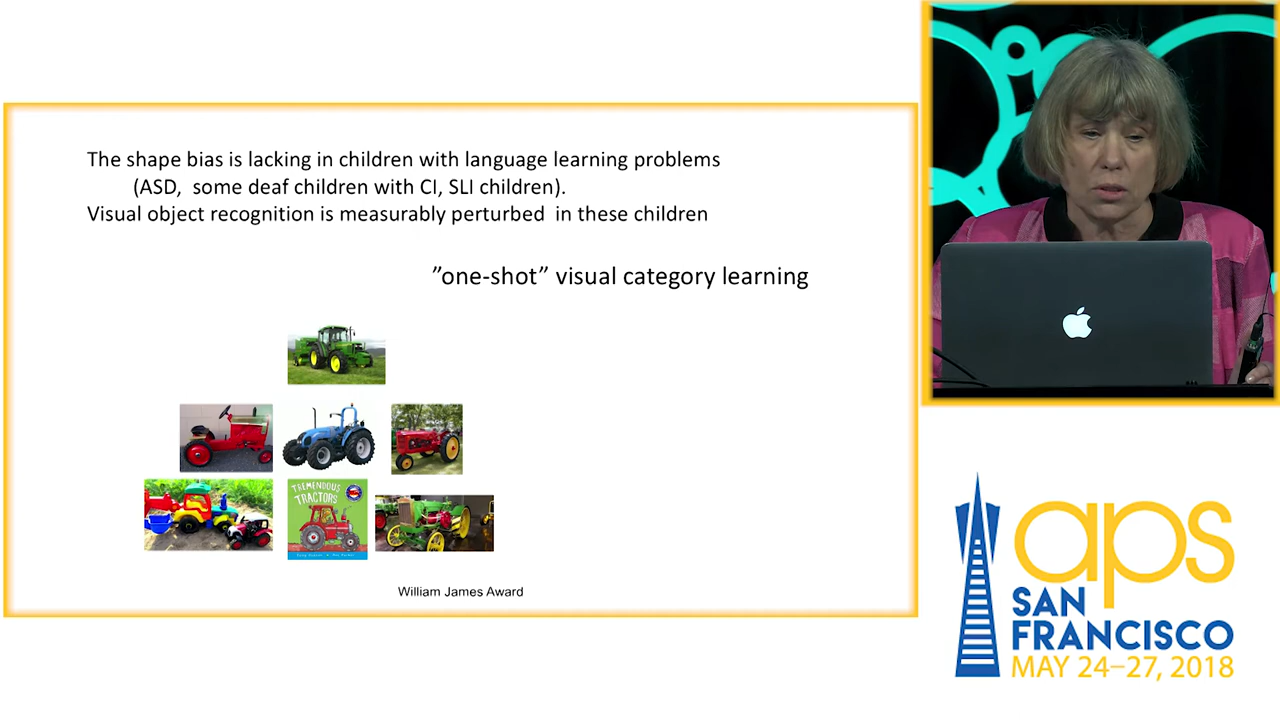 The shape bias is lacking in children with language learning problems
(ASD, some deaf children with CI, SLI children).
Visual object recognition is measurably perturbed in these children
”one-shot” visual category learning
TREMENDOUS
TRACTORS
William James Award
aps
SAN
FRANCISCO
MAY 24–27, 2018